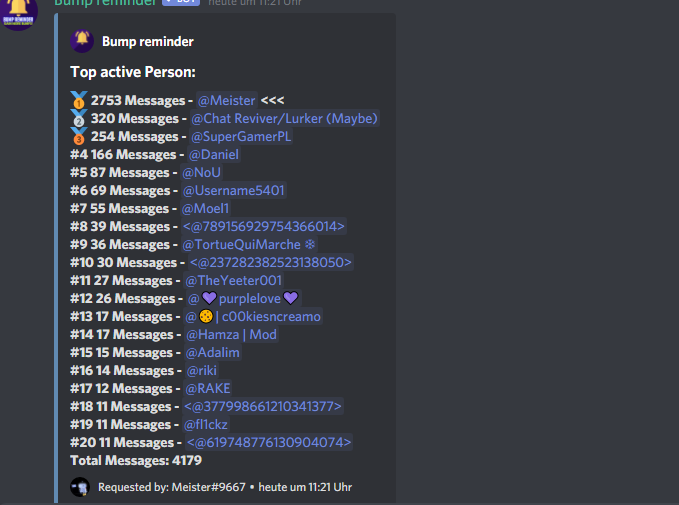 Bump reminder BOT heute um 11:21 Uhr
Bump reminder
Top active Person:
2753 Messages - @Meister <<<
320 Messages - @Chat Reviver/Lurker (Maybe)
254 Messages - @SuperGamerPL
#4 166 Messages - @Daniel
#5 87 Messages - @NoU
#6 69 Messages - @Username5401
#7 55 Messages - @Moel1
#8 39 Messages - <@789156929754366014>
#9 36 Messages - @TortueQuiMarche ❄
#10 30 Messages - <@237282382523138050>
#11 27 Messages - @TheYeeter001
#12 26 Messages - @💜purplelove💜
#13 17 Messages - @🍪| c00kiesncreamo
#14 17 Messages - @Hamza | Mod
#15 15 Messages - @Adalim
#16 14 Messages - @riki
#17 12 Messages - @RAKE
#18 11 Messages - <@377998661210341377>
#19 11 Messages - @fl1ckz
#20 11 Messages - <@619748776130904074>
Total Messages: 4179
Requested by: Meister#9667 • heute um 11:21 Uhr